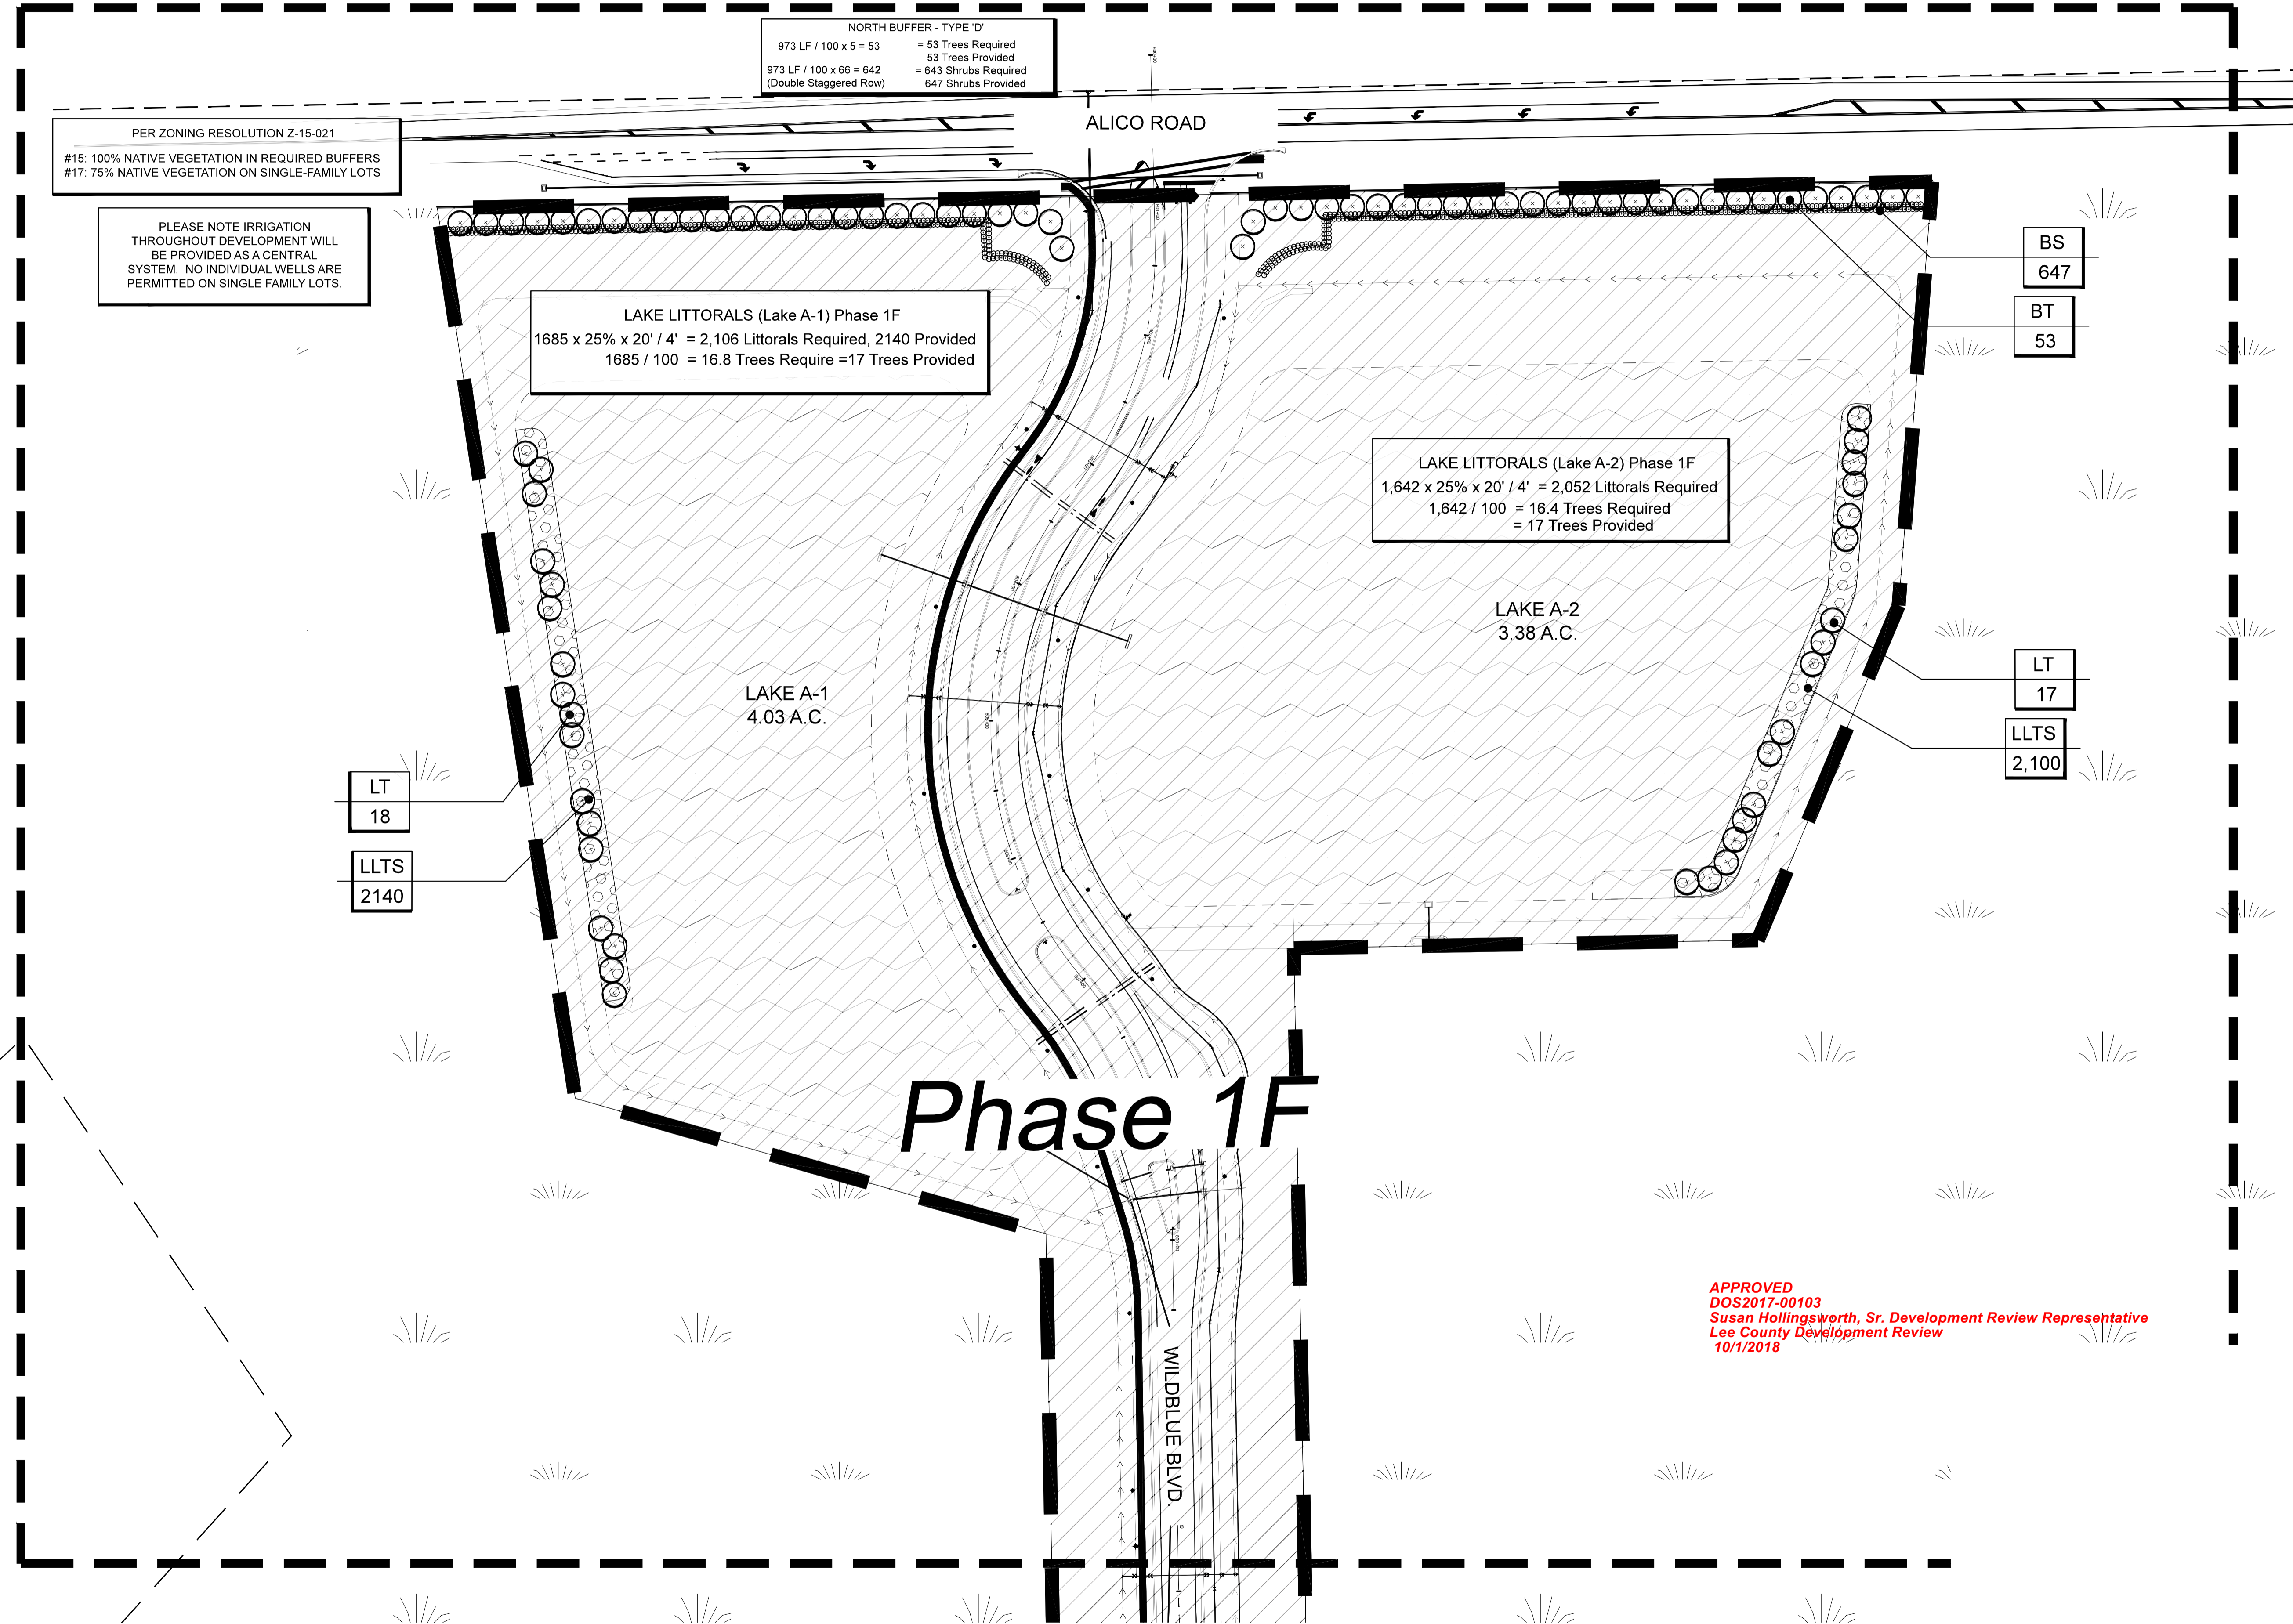 NORTH BUFFER - TYPE 'D'
973 LF / 100 x 5 = 53 = 53 Trees Required
53 Trees Provided
973 LF / 100 x 66 = 642 = 643 Shrubs Required
(Double Staggered Row) 647 Shrubs Provided
ALICO ROAD
PER ZONING RESOLUTION Z-15-021
#15: 100% NATIVE VEGETATION IN REQUIRED BUFFERS
#17: 75% NATIVE VEGETATION ON SINGLE-FAMILY LOTS
PLEASE NOTE IRRIGATION
THROUGHOUT DEVELOPMENT WILL
BE PROVIDED AS A CENTRAL
SYSTEM. NO INDIVIDUAL WELLS ARE
PERMITTED ON SINGLE FAMILY LOTS.
BS
647
BT
53
LAKE LITTORALS (Lake A-1) Phase 1F
1685 x 25% x 20' / 4' = 2,106 Littorals Required, 2140 Provided
1685 / 100 = 16.8 Trees Require =17 Trees Provided
LAKE LITTORALS (Lake A-2) Phase 1F
1,642 x 25% x 20' / 4' = 2,052 Littorals Required
1,642 / 100 = 16.4 Trees Required
= 17 Trees Provided
LAKE A-2
3.38 A.C.
LAKE A-1
4.03 A.C.
LT
17
LLTS
2,100
LT
18
LLTS
2140
Phase 1F
APPROVED
DOS2017-00103
Susan Hollingsworth, Sr. Development Review Representative
Lee County Development Review
10/1/2018
WILDBLUE BLVD.